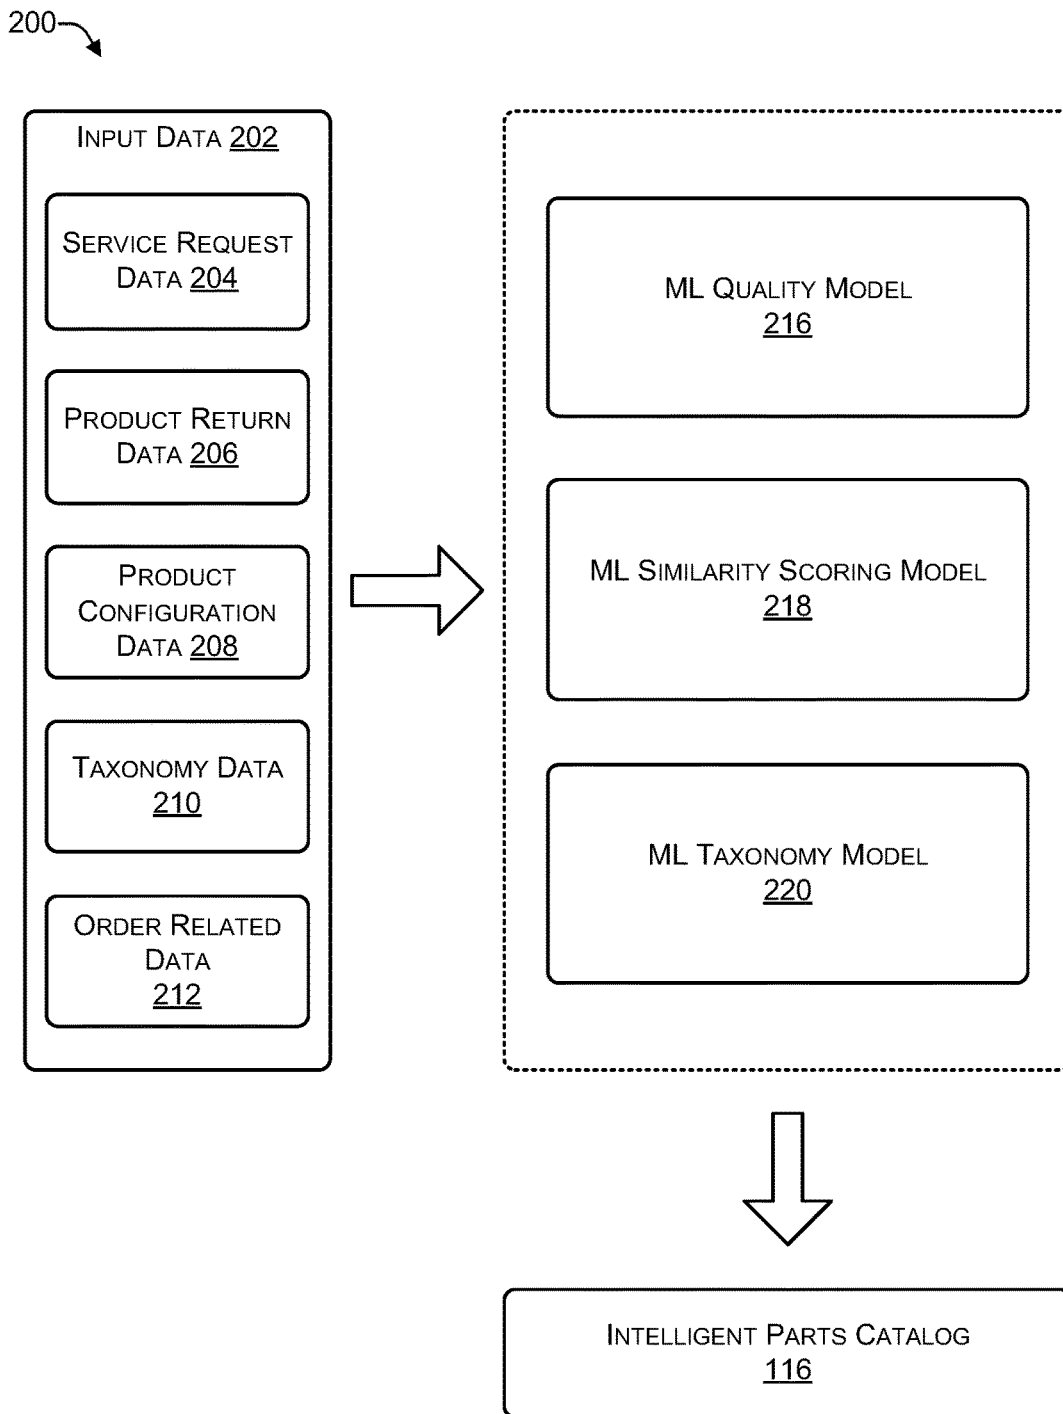 200
INPUT DATA 202
SERVICE REQUEST
DATA 204
PRODUCT RETURN
DATA 206
PRODUCT
CONFIGURATION
DATA 208
TAXONOMY DATA
210
ORDER RELATED
DATA
212
ML QUALITY MODEL
216
ML SIMILARITY SCORING MODEL
218
ML TAXONOMY MODEL
220
INTELLIGENT PARTS CATALOG
116